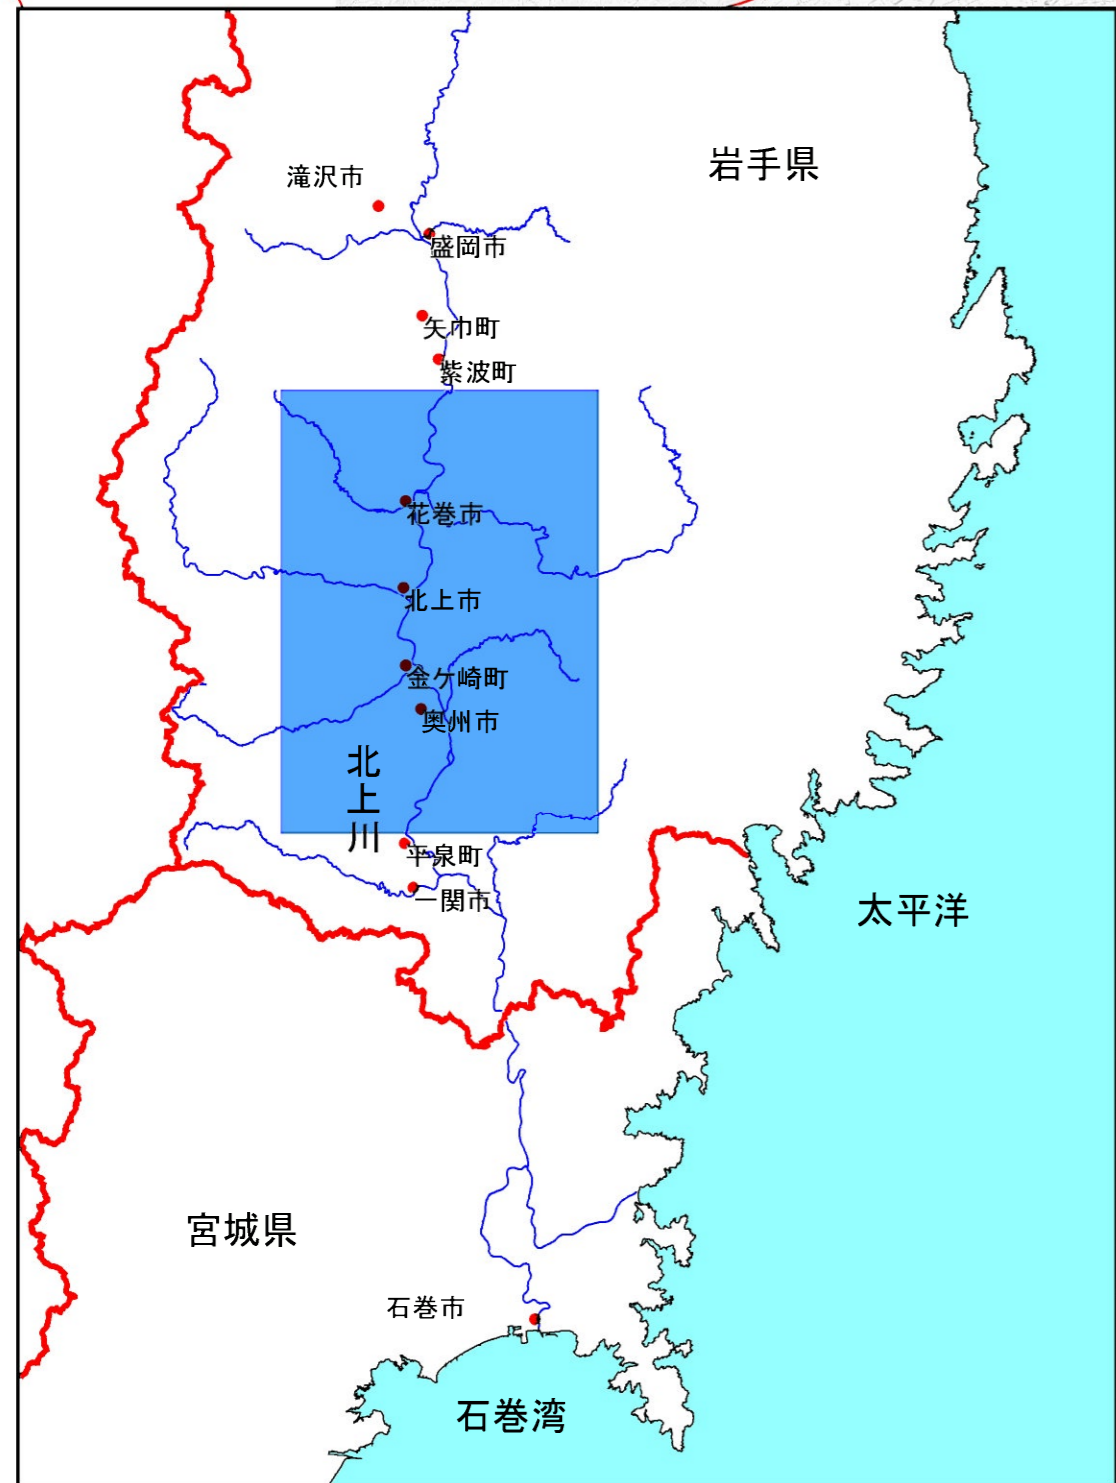 岩手県
滝沢市
盛岡市
矢巾町
紫波町
花巻市
北上市
金ケ崎町
奥州市
北上川
平泉町
一関市
太平洋
宮城県
石巻市
石巻湾